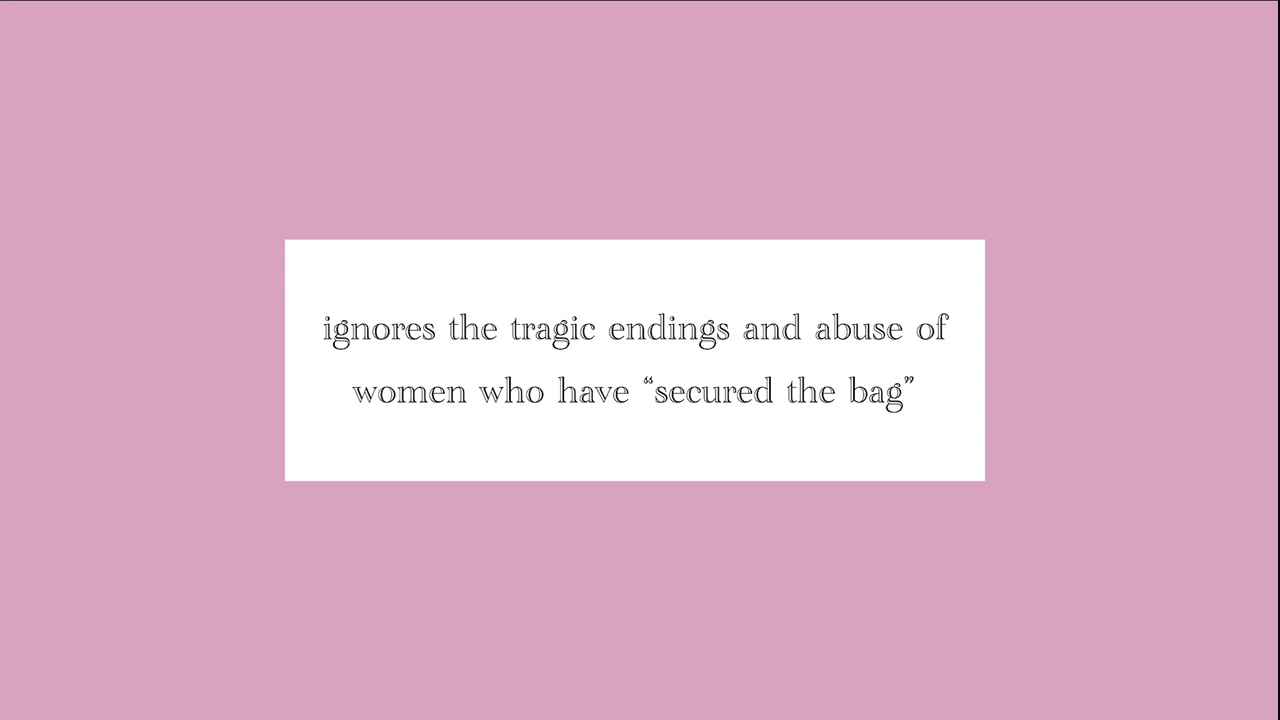 ignores the tragic endings and abuse of
women who have “secured the bag”